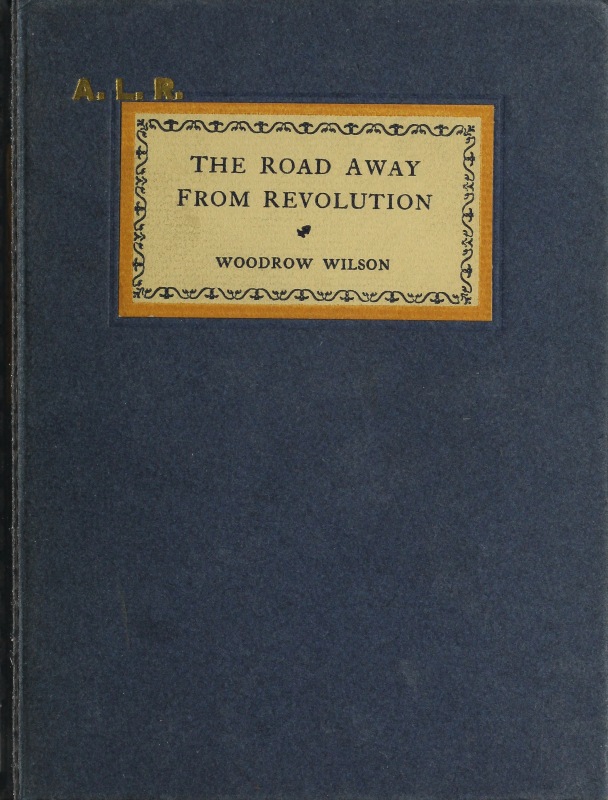 A. L. R.
THE ROAD AWAY
FROM REVOLUTION
WOODROW WILSON